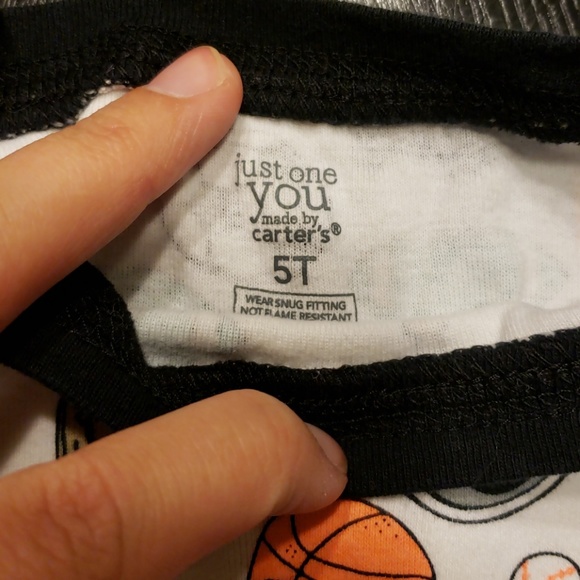 just one
you
made by
carter's®
5T
WEAR SNUG FITTING
NOT FLAME RESISTANT